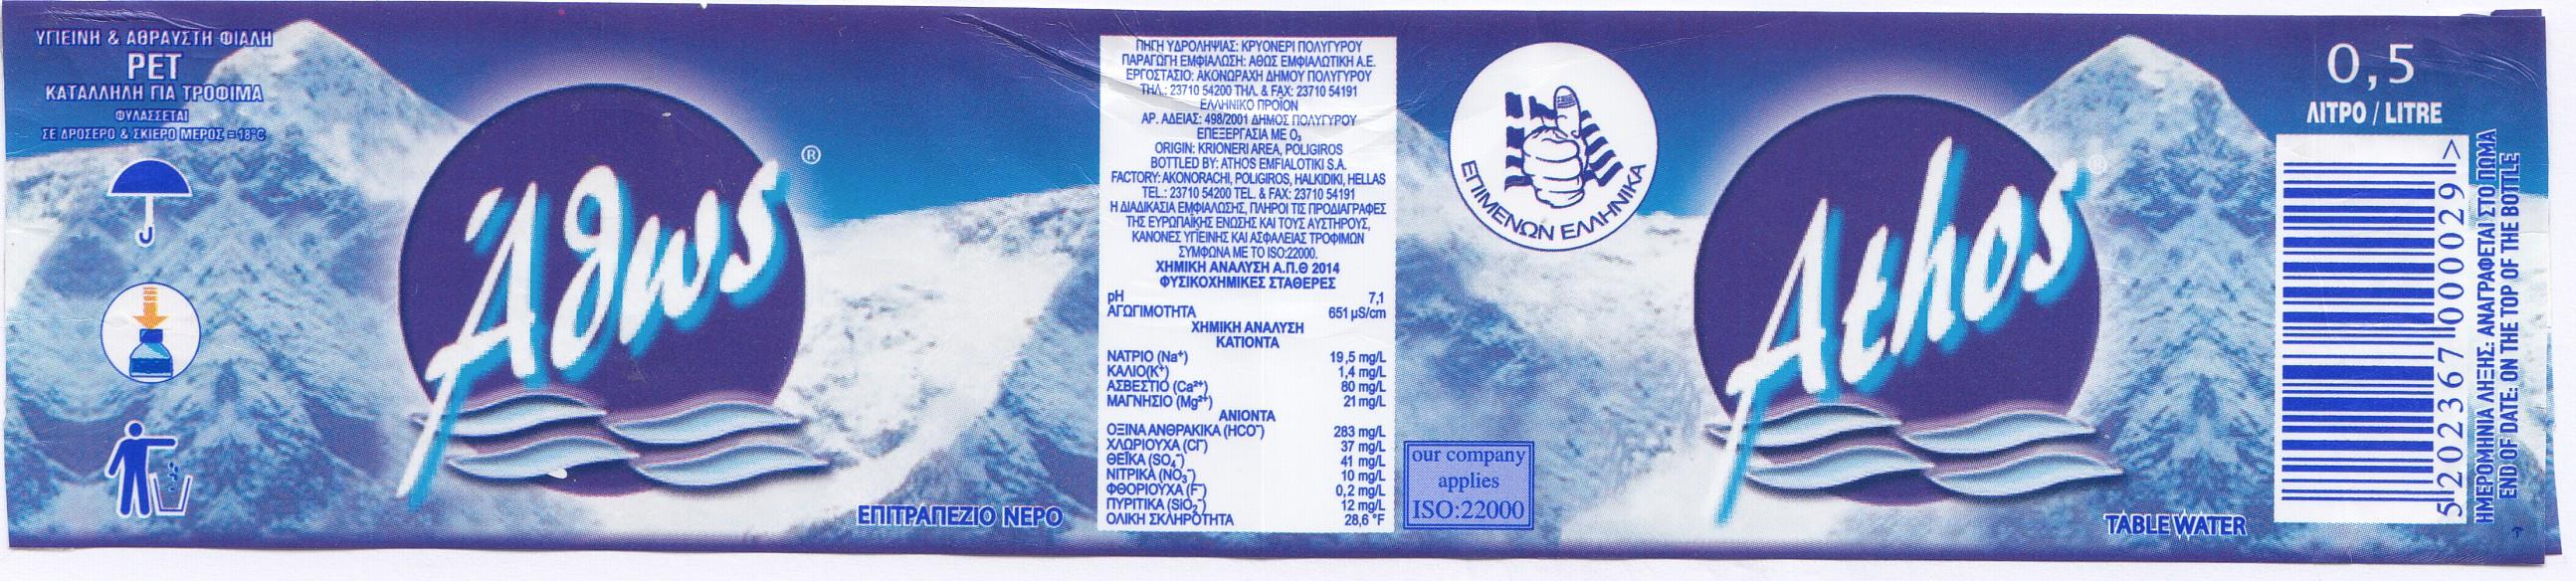 ΥΓΙΕΙΝΗ & ΑΘΡΑΥΣΤΗ ΦΙΑΛΗ
PET
ΚΑΤΑΛΛΗΛΗ ΓΙΑ ΤΡΟΦΙΜΑ
ΦΥΛΑΣΣΕΤΑΙ
ΣΕ ΔΡΟΣΕΡΟ & ΣΚΙΕΡΟ ΜΕΡΟΣ = 18°C
Άθως
®
ΕΠΙΤΡΑΠΕΖΙΟ ΝΕΡΟ
ΠΗΓΗ ΥΔΡΟΛΗΨΙΑΣ: ΚΡΥΟΝΕΡΙ ΠΟΛΥΓΥΡΟΥ
ΠΑΡΑΓΩΓΗ ΕΜΦΙΑΛΩΣΗ: ΑΘΩΣ ΕΜΦΙΑΛΩΤΙΚΗ Α.Ε.
ΕΡΓΟΣΤΑΣΙΟ: ΑΚΟΝΩΡΑΧΗ ΔΗΜΟΥ ΠΟΛΥΓΥΡΟΥ
ΤΗΛ.: 23710 54200 ΤΗΛ. & FAX: 23710 54191
ΕΛΛΗΝΙΚΟ ΠΡΟΪΟΝ
ΑΡ. ΑΔΕΙΑΣ: 498/2001 ΔΗΜΟΣ ΠΟΛΥΓΥΡΟΥ
ΕΠΕΞΕΡΓΑΣΙΑ ΜΕ O₃
ORIGIN: KRIONERI AREA, POLIGIROS
BOTTLED BY: ATHOS EMFIALOTIKI S.A.
FACTORY: AKONORACHI, POLIGIROS, HALKIDIKI, HELLAS
TEL.: 23710 54200 TEL. & FAX: 23710 54191
Η ΔΙΑΔΙΚΑΣΙΑ ΕΜΦΙΑΛΩΣΗΣ, ΠΛΗΡΟΙ ΤΙΣ ΠΡΟΔΙΑΓΡΑΦΕΣ
ΤΗΣ ΕΥΡΩΠΑΪΚΗΣ ΕΝΩΣΗΣ ΚΑΙ ΤΟΥΣ ΑΥΣΤΗΡΟΥΣ,
ΚΑΝΟΝΕΣ ΥΓΙΕΙΝΗΣ ΚΑΙ ΑΣΦΑΛΕΙΑΣ ΤΡΟΦΙΜΩΝ
ΣΥΜΦΩΝΑ ΜΕ ΤΟ ISO:22000.
ΧΗΜΙΚΗ ΑΝΑΛΥΣΗ Α.Π.Θ 2014
ΦΥΣΙΚΟΧΗΜΙΚΕΣ ΣΤΑΘΕΡΕΣ
pH 7,1
ΑΓΩΓΙΜΟΤΗΤΑ 651 μS/cm
ΧΗΜΙΚΗ ΑΝΑΛΥΣΗ
ΚΑΤΙΟΝΤΑ
ΝΑΤΡΙΟ (Na⁺) 19,5 mg/L
ΚΑΛΙΟ(K⁺) 1,4 mg/L
ΑΣΒΕΣΤΙΟ (Ca²⁺) 80 mg/L
ΜΑΓΝΗΣΙΟ (Mg²⁺) 21 mg/L
ΑΝΙΟΝΤΑ
ΟΞΙΝΑ ΑΝΘΡΑΚΙΚΑ (HCO⁻) 283 mg/L
ΧΛΩΡΙΟΥΧΑ (Cl⁻) 37 mg/L
ΘΕΪΚΑ (SO₄⁻) 41 mg/L
ΝΙΤΡΙΚΑ (NO₃⁻) 10 mg/L
ΦΘΟΡΙΟΥΧΑ (F⁻) 0,2 mg/L
ΠΥΡΙΤΙΚΑ (SiO₂⁻) 12 mg/L
ΟΛΙΚΗ ΣΚΛΗΡΟΤΗΤΑ 28,6 °F
ΕΠΙΜΕΝΩΝ ΕΛΛΗΝΙΚΑ
our company
applies
ISO:22000
Athos
®
TABLE WATER
0,5
ΛΙΤΡΟ / LITRE
5 202367 000029 >
ΗΜΕΡΟΜΗΝΙΑ ΛΗΞΗΣ: ΑΝΑΓΡΑΦΕΤΑΙ ΣΤΟ ΠΩΜΑ
END OF DATE: ON THE TOP OF THE BOTTLE